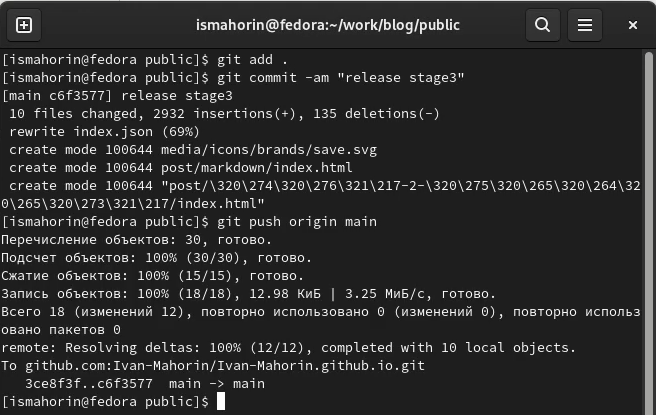 ismahorin@fedora:~/work/blog/public
[ismahorin@fedora public]$ git add .
[ismahorin@fedora public]$ git commit -am "release stage3"
[main c6f3577] release stage3
 10 files changed, 2932 insertions(+), 135 deletions(-)
 rewrite index.json (69%)
 create mode 100644 media/icons/brands/save.svg
 create mode 100644 post/markdown/index.html
 create mode 100644 "post/\320\274\320\276\321\217-2-\320\275\320\265\320\264\32
0\265\320\273\321\217/index.html"
[ismahorin@fedora public]$ git push origin main
Перечисление объектов: 30, готово.
Подсчет объектов: 100% (30/30), готово.
Сжатие объектов: 100% (15/15), готово.
Запись объектов: 100% (18/18), 12.98 КиБ | 3.25 МиБ/с, готово.
Всего 18 (изменений 12), повторно использовано 0 (изменений 0), повторно использ
овано пакетов 0
remote: Resolving deltas: 100% (12/12), completed with 10 local objects.
To github.com:Ivan-Mahorin/Ivan-Mahorin.github.io.git
   3ce8f3f..c6f3577  main -> main
[ismahorin@fedora public]$